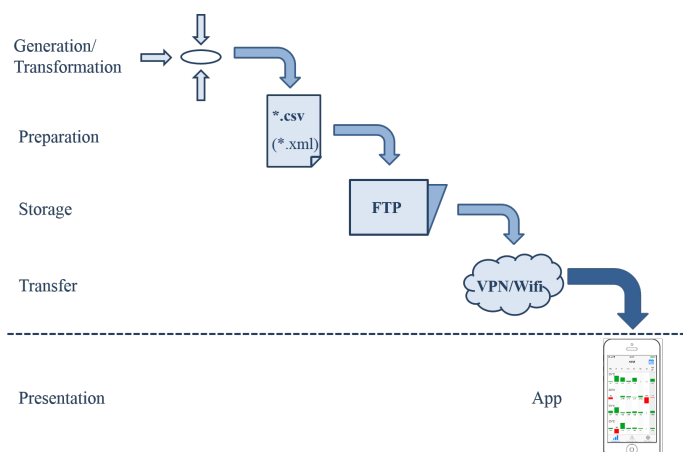 Generation/
Transformation
*.csv
(*.xml)
Preparation
Storage
FTP
Transfer
VPN/Wifi
Presentation
App